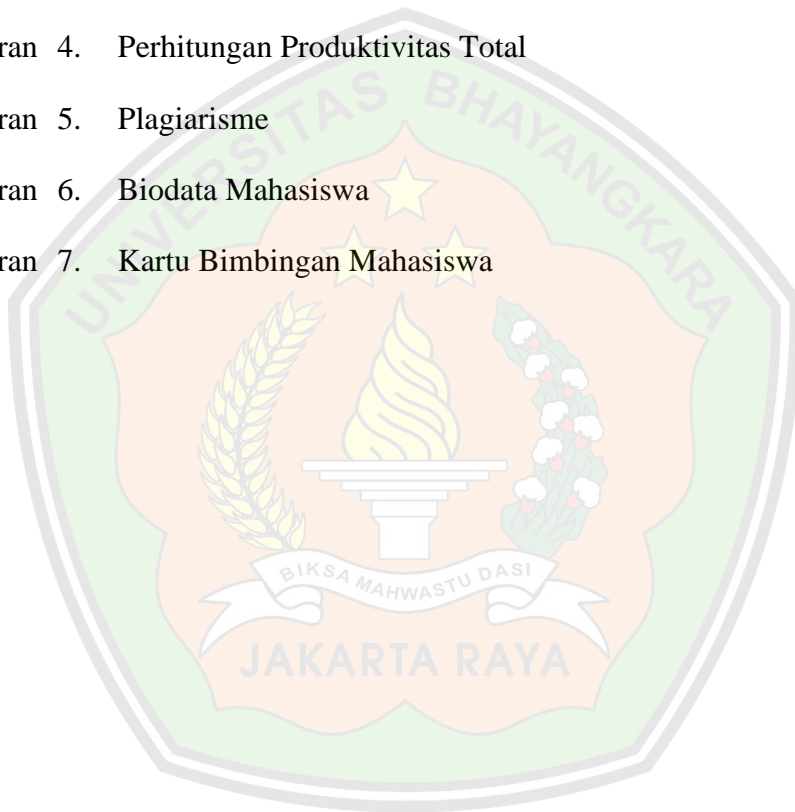 ran 4. Perhitungan Produktivitas Total
ran 5. Plagiarisme
ran 6. Biodata Mahasiswa
ran 7. Kartu Bimbingan Mahasiswa
UNIVERSITAS BHAYANGKARA
BIKSA MAHWASTU DASI
JAKARTA RAYA